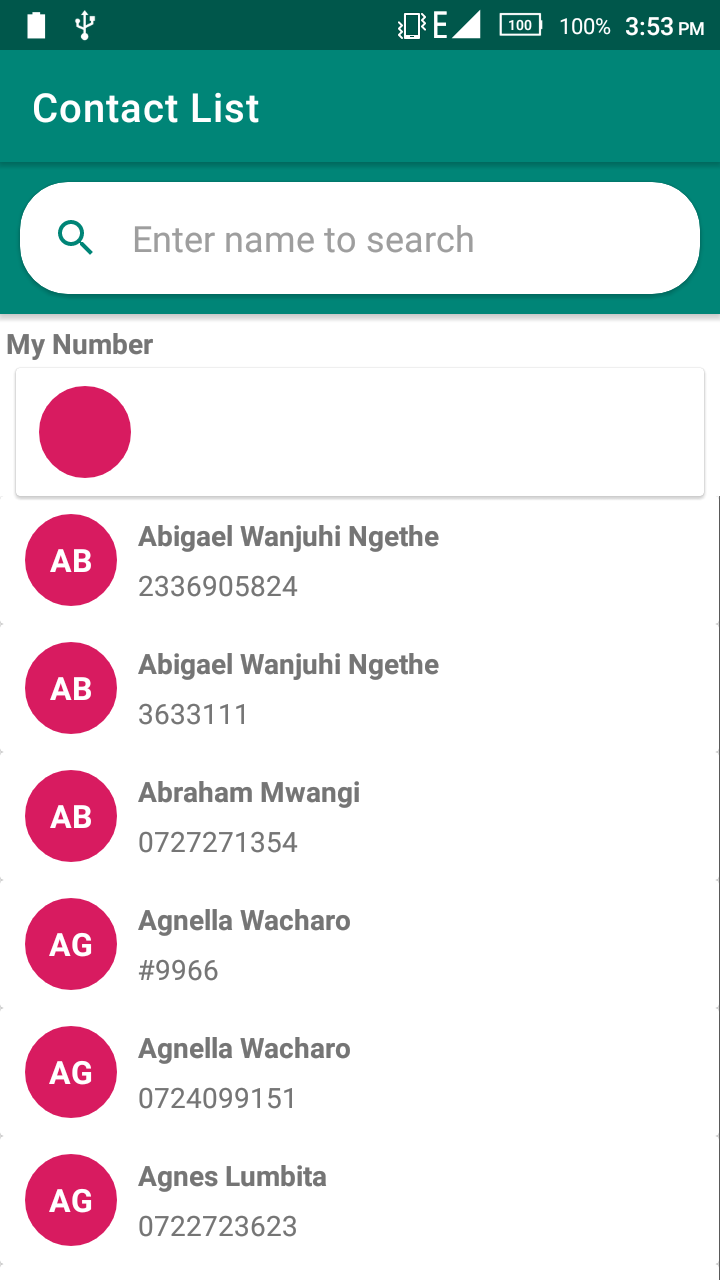 E 100 100% 3:53 PM
Contact List
Enter name to search
My Number
AB Abigael Wanjuhi Ngethe
2336905824
AB Abigael Wanjuhi Ngethe
3633111
AB Abraham Mwangi
0727271354
AG Agnella Wacharo
#9966
AG Agnella Wacharo
0724099151
AG Agnes Lumbita
0722723623